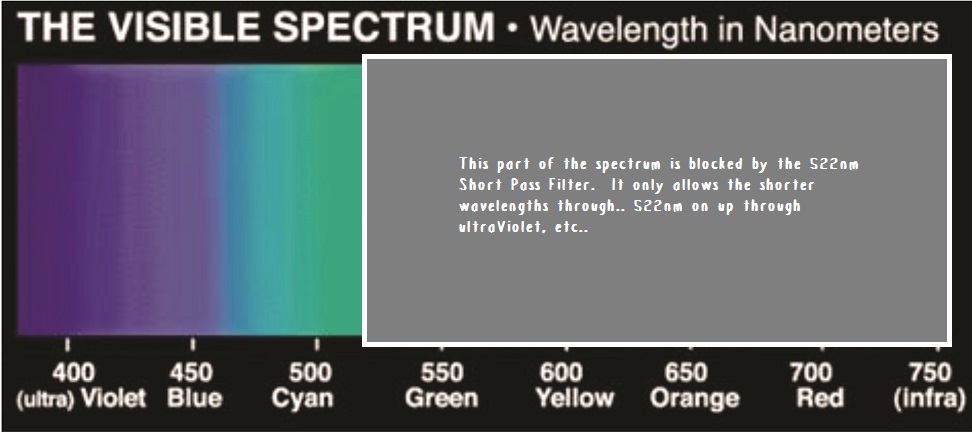 THE VISIBLE SPECTRUM • Wavelength in Nanometers
This part of the spectrum is blocked by the 522nm
Short Pass Filter. It only allows the shorter
wavelengths through.. 522nm on up through
ultraViolet, etc..
400 450 500 550 600 650 700 750
(ultra) Violet Blue Cyan Green Yellow Orange Red (infra)